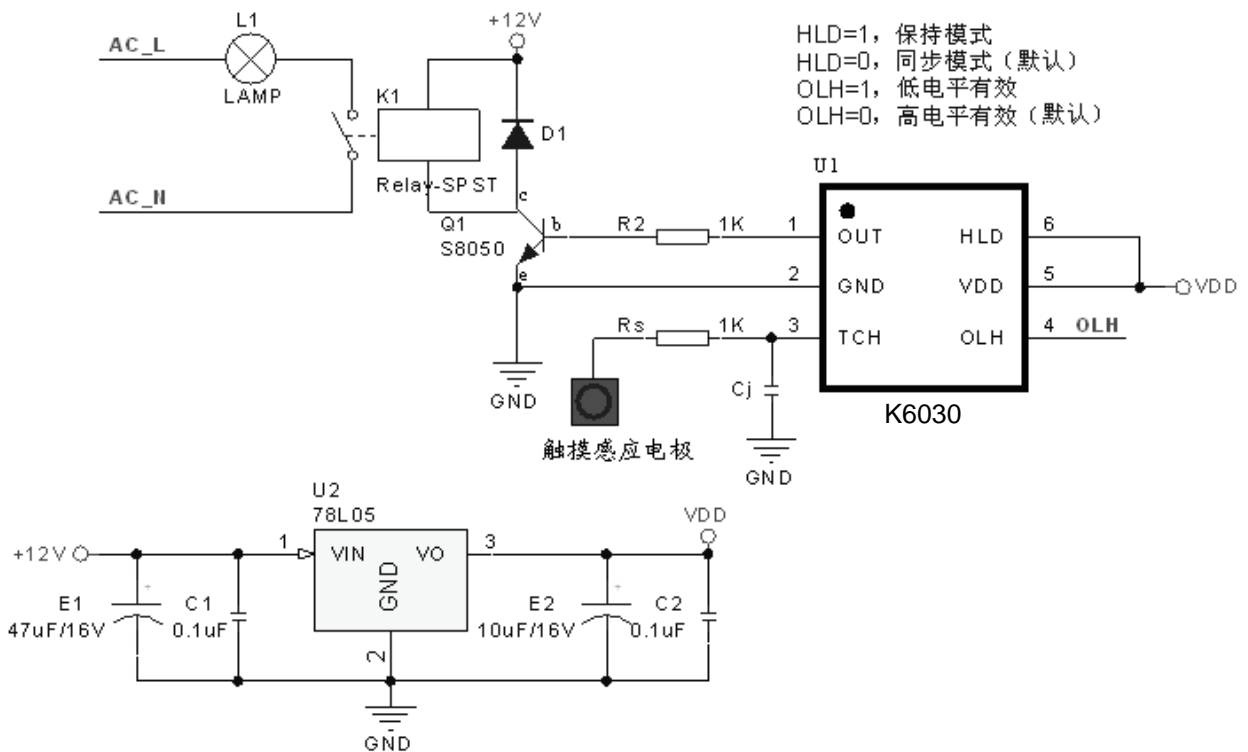 L1
AC_L
LAMP
+12V
K1
D1
Relay-SPST
AC_N
c
Q1
S8050
b
e
R2
1K
GND
Rs
1K
Cj
GND
触摸感应电极
HLD=1, 保持模式
HLD=0, 同步模式（默认）
OLH=1, 低电平有效
OLH=0, 高电平有效（默认）
U1
1
OUT
HLD
6
2
GND
VDD
5
VDD
3
TCH
OLH
4
OLH
K6030
U2
78L05
VDD
+12V
1
VIN
VO
3
GND
+
E1
47uF/16V
C1
0.1uF
+
E2
10uF/16V
C2
0.1uF
2
GND